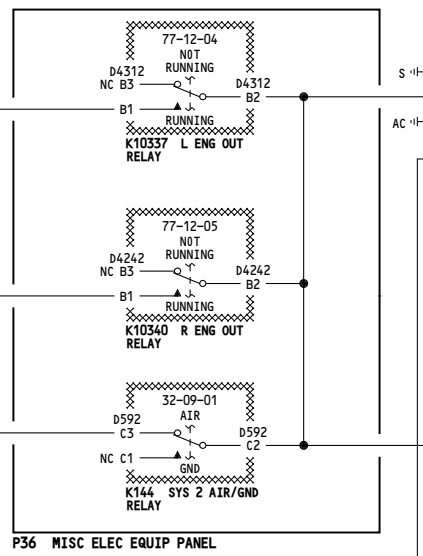 77-12-04
NOT
RUNNING
D4312
NC B3
D4312
B2
B1
RUNNING
K10337 L ENG OUT
RELAY
S
AC
77-12-05
NOT
RUNNING
D4242
NC B3
D4242
B2
B1
RUNNING
K10340 R ENG OUT
RELAY
32-09-01
AIR
D592
C3
D592
C2
NC C1
GND
K144 SYS 2 AIR/GND
RELAY
P36 MISC ELEC EQUIP PANEL